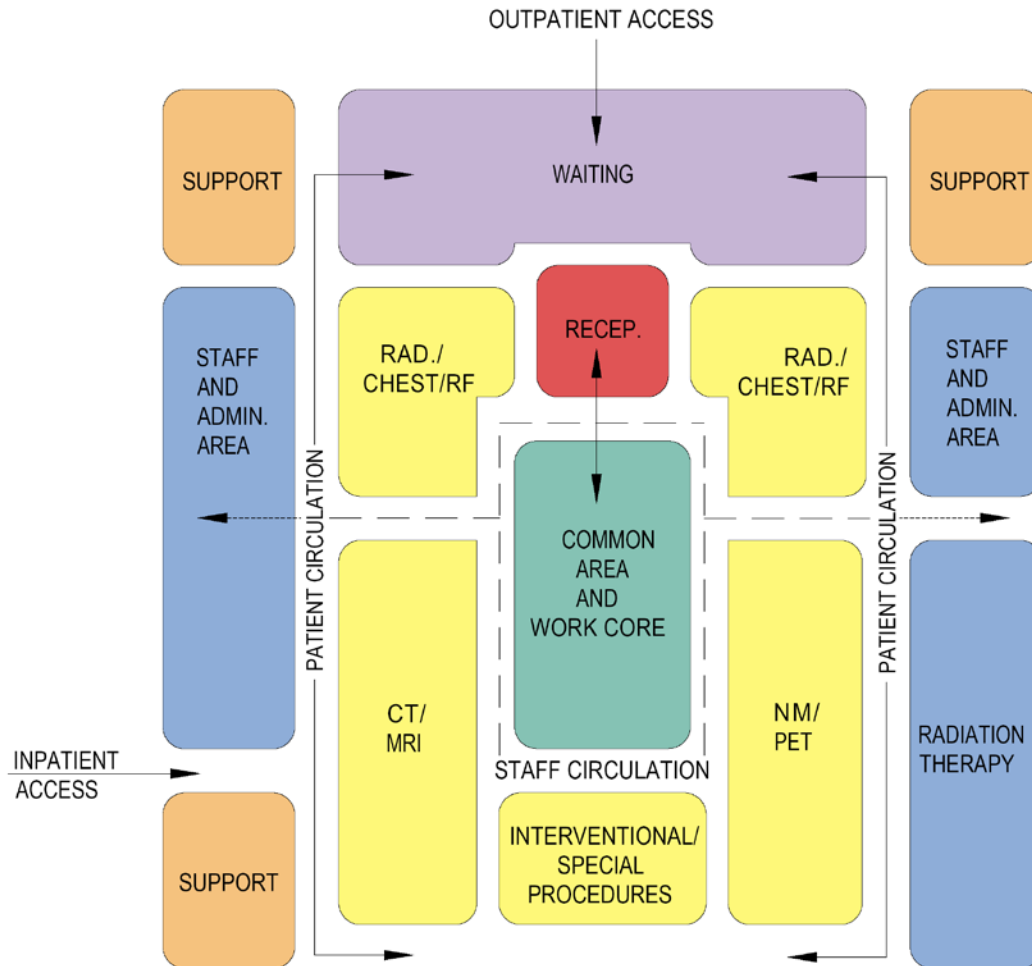 OUTPATIENT ACCESS
SUPPORT
WAITING
SUPPORT
STAFF
AND
ADMIN.
AREA
RAD./
CHEST/RF
RECEP.
RAD./
CHEST/RF
STAFF
AND
ADMIN.
AREA
PATIENT CIRCULATION
COMMON
AREA
AND
WORK CORE
PATIENT CIRCULATION
CT/
MRI
NM/
PET
RADIATION
THERAPY
INPATIENT
ACCESS
STAFF CIRCULATION
SUPPORT
INTERVENTIONAL/
SPECIAL
PROCEDURES